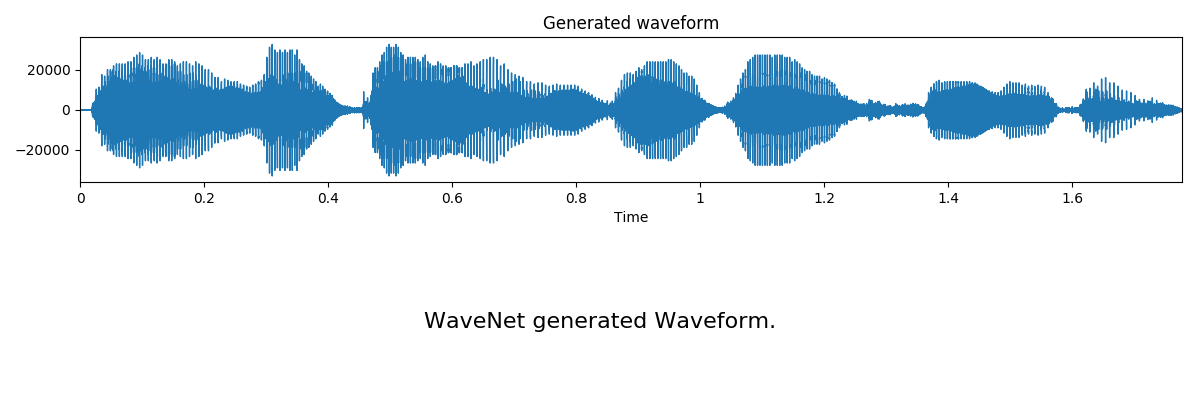 Generated waveform
20000
0
−20000
0 0.2 0.4 0.6 0.8 1 1.2 1.4 1.6
Time
WaveNet generated Waveform.